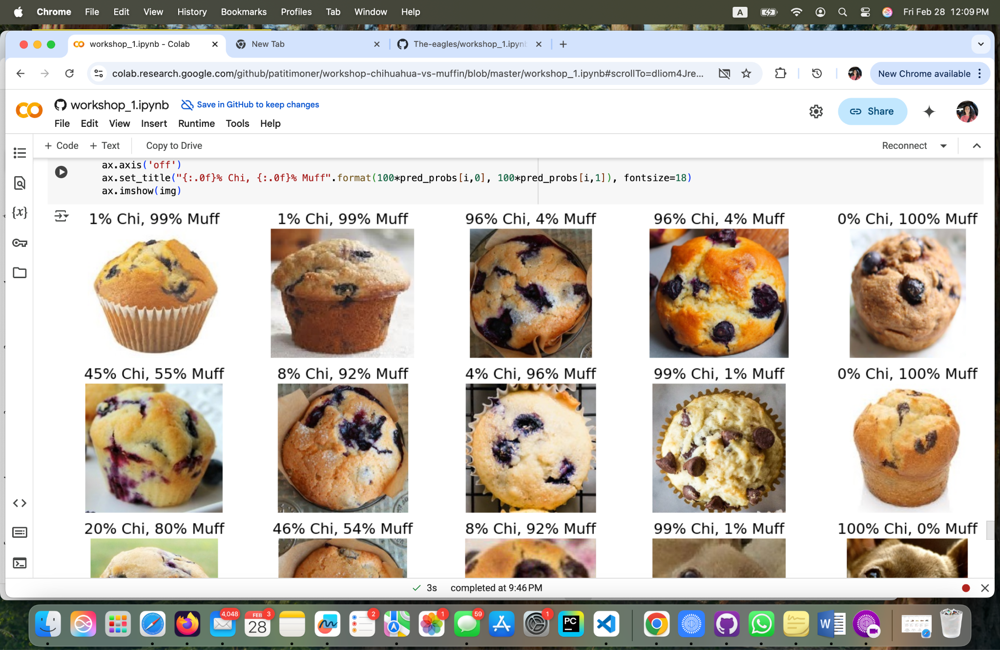 Chrome File Edit View History Bookmarks Profiles Tab Window Help A Fri Feb 28 12:09 PM
workshop_1.ipynb - Colab New Tab The-eagles/workshop_1.ipynb
colab.research.google.com/github/patitimoner/workshop-chihuahua-vs-muffin/blob/master/workshop_1.ipynb#scrollTo=dliom4Jre... New Chrome available
workshop_1.ipynb Save in GitHub to keep changes
Share
File Edit View Insert Runtime Tools Help
+ Code + Text Copy to Drive Reconnect
ax.axis('off')
ax.set_title("{:.0f}% Chi, {:.0f}% Muff".format(100*pred_probs[i,0], 100*pred_probs[i,1]), fontsize=18)
ax.imshow(img)
{x}
1% Chi, 99% Muff 1% Chi, 99% Muff 96% Chi, 4% Muff 96% Chi, 4% Muff 0% Chi, 100% Muff
45% Chi, 55% Muff 8% Chi, 92% Muff 4% Chi, 96% Muff 99% Chi, 1% Muff 0% Chi, 100% Muff
20% Chi, 80% Muff 46% Chi, 54% Muff 8% Chi, 92% Muff 99% Chi, 1% Muff 100% Chi, 0% Muff
3s completed at 9:46 PM
4,048 FEB 3 2 1 59 1
28 PC W